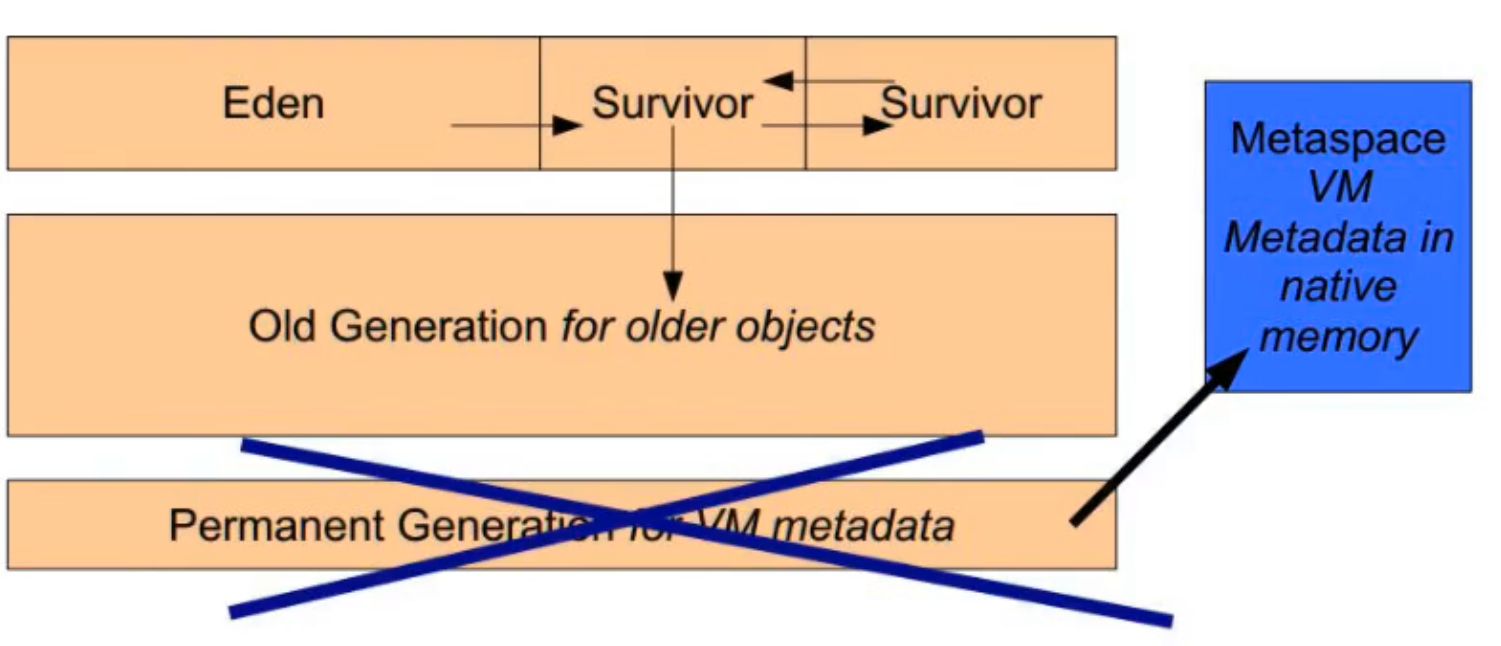 Eden
Survivor
Survivor
Metaspace
VM
Metadata in
native
memory
Old Generation for older objects
Permanent Generation for VM metadata